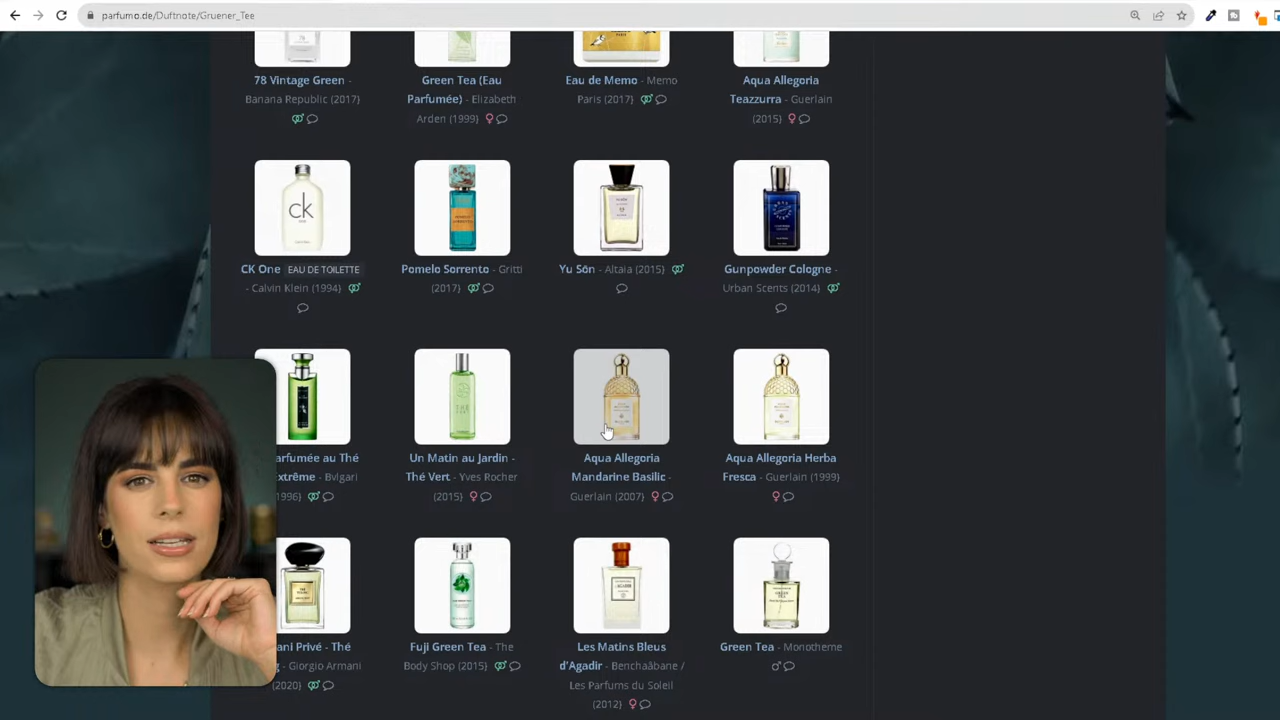 parfumo.de/Duftnote/Gruener_Tee
78 Vintage Green -
Banana Republic (2017)
Green Tea (Eau
Parfumée) - Elizabeth
Arden (1999)
Eau de Memo - Memo
Paris (2017)
Aqua Allegoria
Teazzurra - Guerlain
(2015)
ck
CK One EAU DE TOILETTE
- Calvin Klein (1994)
Pomelo Sorrento - Gritti
(2017)
Yu Sŏn - Altaia (2015)
Gunpowder Cologne -
Urban Scents (2014)
arfumée au Thé
extrême - Bvlgari
1996)
Un Matin au Jardin -
Thé Vert - Yves Rocher
(2015)
Aqua Allegoria
Mandarine Basilic -
Guerlain (2007)
Aqua Allegoria Herba
Fresca - Guerlain (1999)
ani Privé - Thé
g - Giorgio Armani
(2020)
Fuji Green Tea - The
Body Shop (2015)
Les Matins Bleus
d'Agadir - Benchaâbane /
Les Parfums du Soleil
(2012)
Green Tea - Monotheme